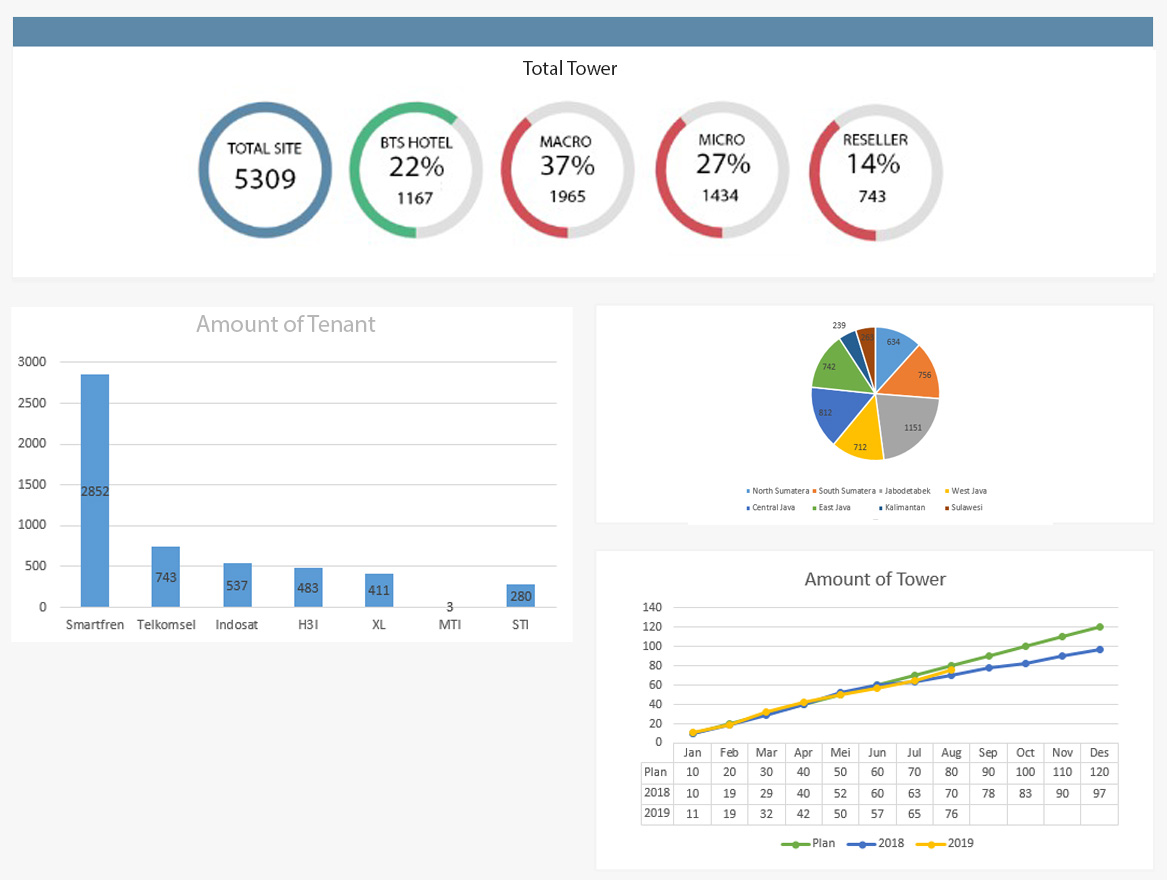 Total Tower
TOTAL SITE
5309
BTS HOTEL
22%
1167
MACRO
37%
1965
MICRO
27%
1434
RESELLER
14%
743
Amount of Tenant
3000
2500
2000
1500
1000
500
0
2852
743
537
483
411
3
280
Smartfren Telkomsel Indosat H3I XL MTI STI
239
634
742
756
812
1151
712
North Sumatera South Sumatera Jabodetabek West Java
Central Java East Java Kalimantan Sulawesi
Amount of Tower
140
120
100
80
60
40
20
0
Jan Feb Mar Apr Mei Jun Jul Aug Sep Oct Nov Des
Plan 10 20 30 40 50 60 70 80 90 100 110 120
2018 10 19 29 40 52 60 63 70 78 83 90 97
2019 11 19 32 42 50 57 65 76
Plan 2018 2019